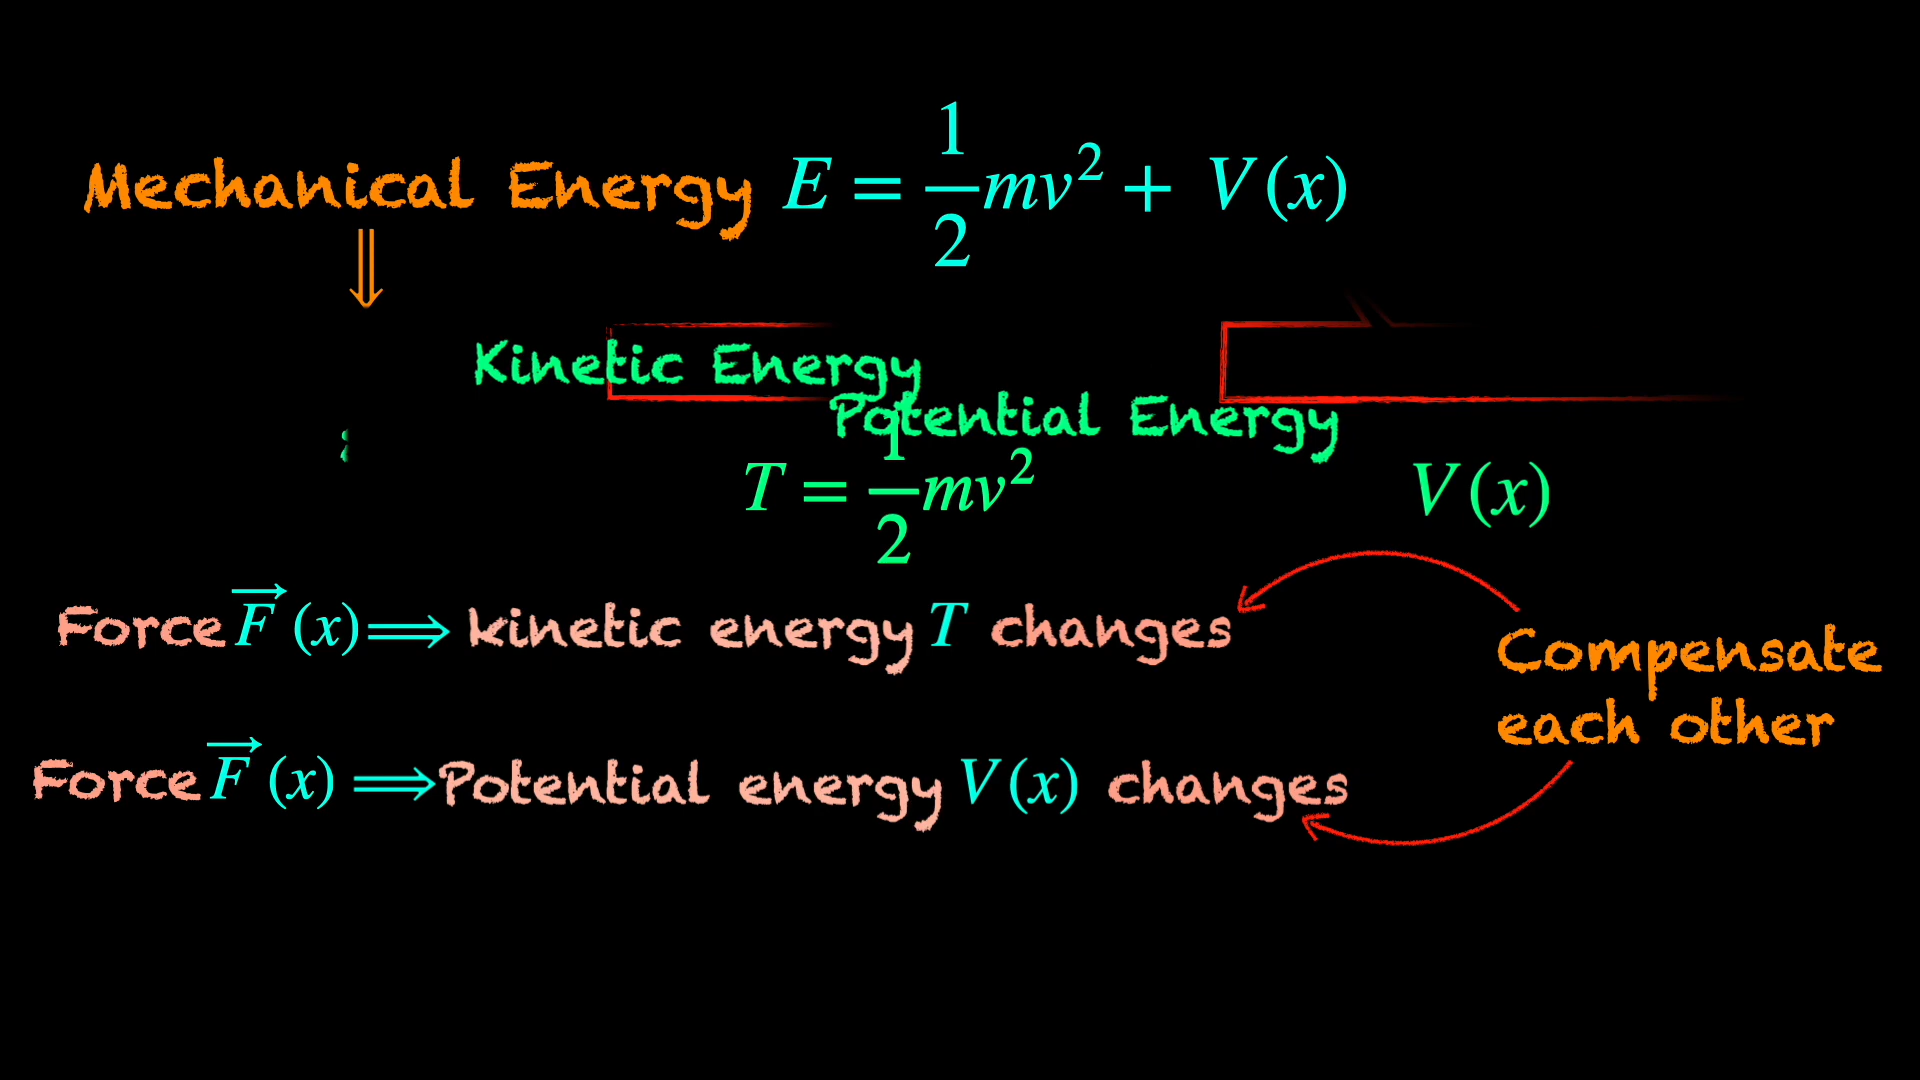 Mechanical Energy E = 1/2 mv² + V(x)
⇓
Kinetic Energy
Potential Energy
T = 1/2 mv²
V(x)
Force F⃗(x) ⟹ kinetic energy T changes
Compensate
each other
Force F⃗(x) ⟹ Potential energy V(x) changes